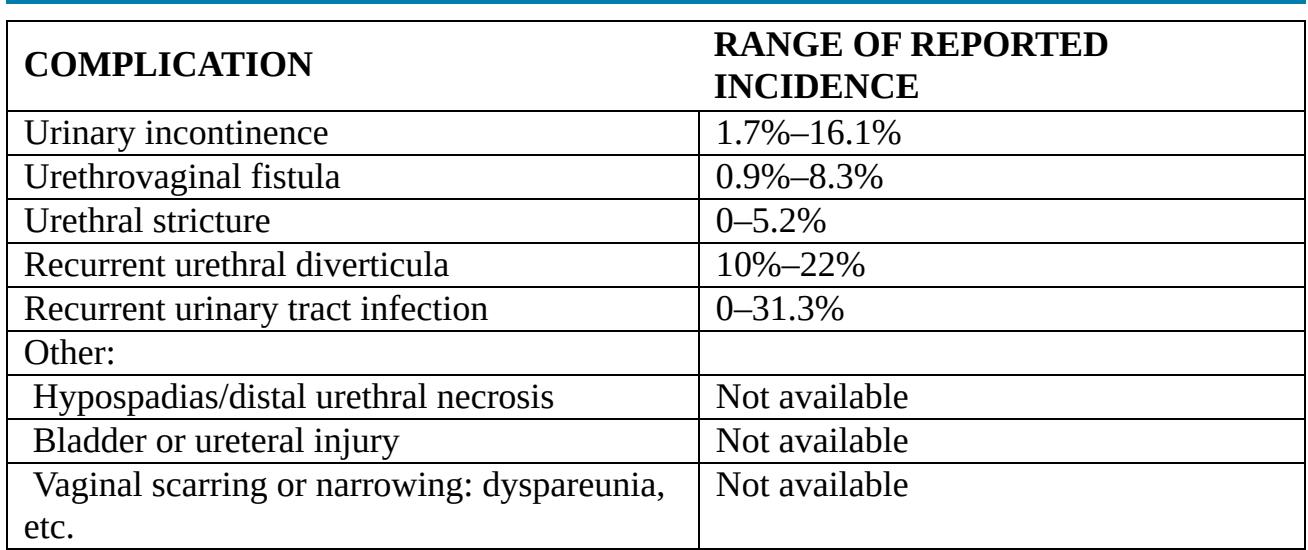 COMPLICATION
RANGE OF REPORTED
INCIDENCE
Urinary incontinence 1.7%–16.1%
Urethrovaginal fistula 0.9%–8.3%
Urethral stricture 0–5.2%
Recurrent urethral diverticula 10%–22%
Recurrent urinary tract infection 0–31.3%
Other:
Hypospadias/distal urethral necrosis Not available
Bladder or ureteral injury Not available
Vaginal scarring or narrowing: dyspareunia, Not available
etc.